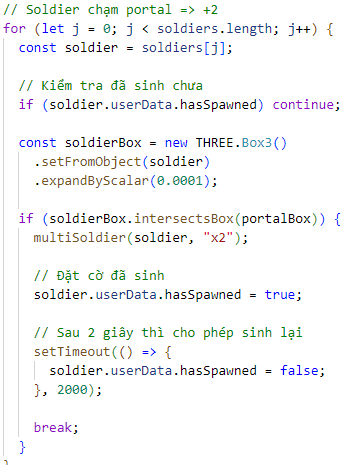 // Soldier chạm portal => +2
for (let j = 0; j < soldiers.length; j++) {
const soldier = soldiers[j];
// Kiểm tra đã sinh chưa
if (soldier.userData.hasSpawned) continue;
const soldierBox = new THREE.Box3()
.setFromObject(soldier)
.expandByScalar(0.0001);
if (soldierBox.intersectsBox(portalBox)) {
multiSoldier(soldier, "x2");
// Đặt cờ đã sinh
soldier.userData.hasSpawned = true;
// Sau 2 giây thì cho phép sinh lại
setTimeout(() => {
soldier.userData.hasSpawned = false;
}, 2000);
break;
}